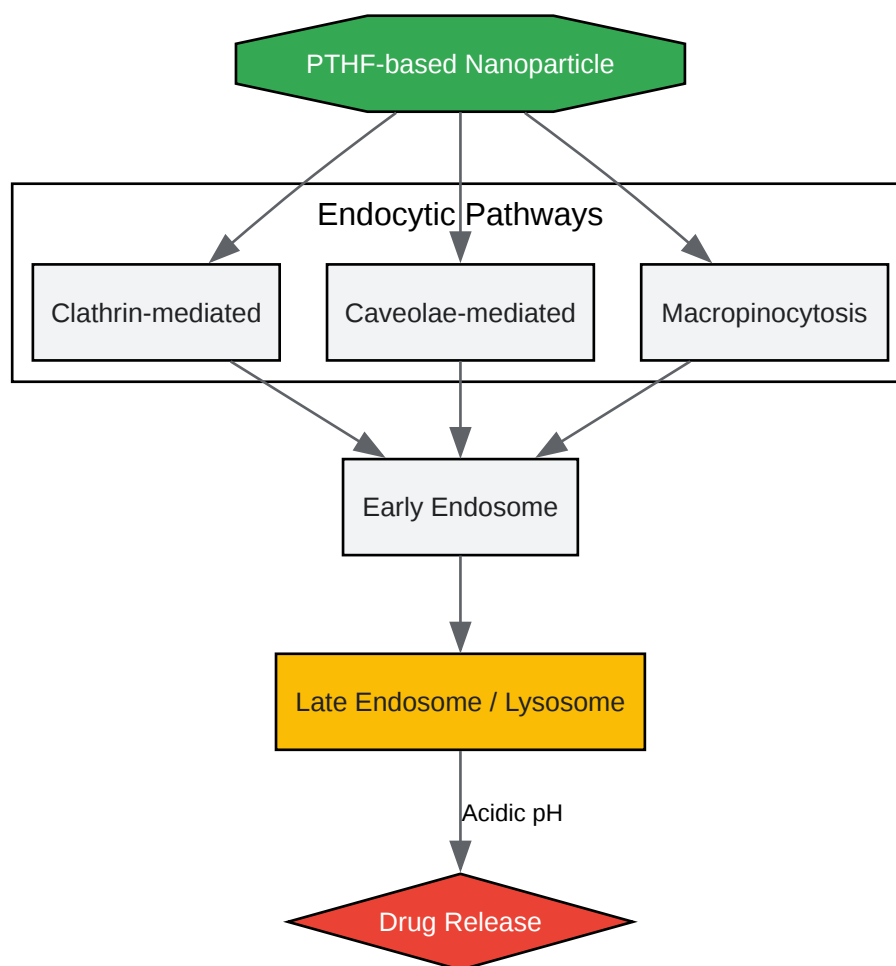 PTHF-based Nanoparticle
Endocytic Pathways
Clathrin-mediated
Caveolae-mediated
Macropinocytosis
Early Endosome
Late Endosome / Lysosome
Acidic pH
Drug Release